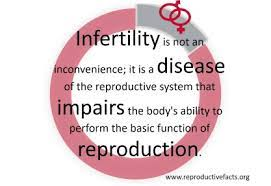 Infertility is not an
inconvenience; it is a disease
of the reproductive system that
impairs the body's ability to
perform the basic function of
reproduction.
www.reproductivefacts.org